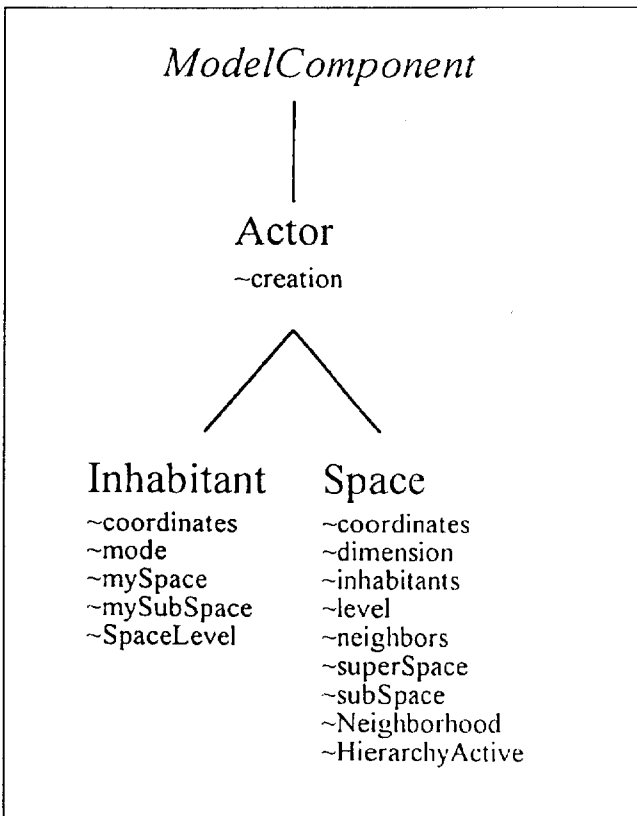 ModelComponent
Actor
~creation
Inhabitant
~coordinates
~mode
~mySpace
~mySubSpace
~SpaceLevel
Space
~coordinates
~dimension
~inhabitants
~level
~neighbors
~superSpace
~subSpace
~Neighborhood
~HierarchyActive